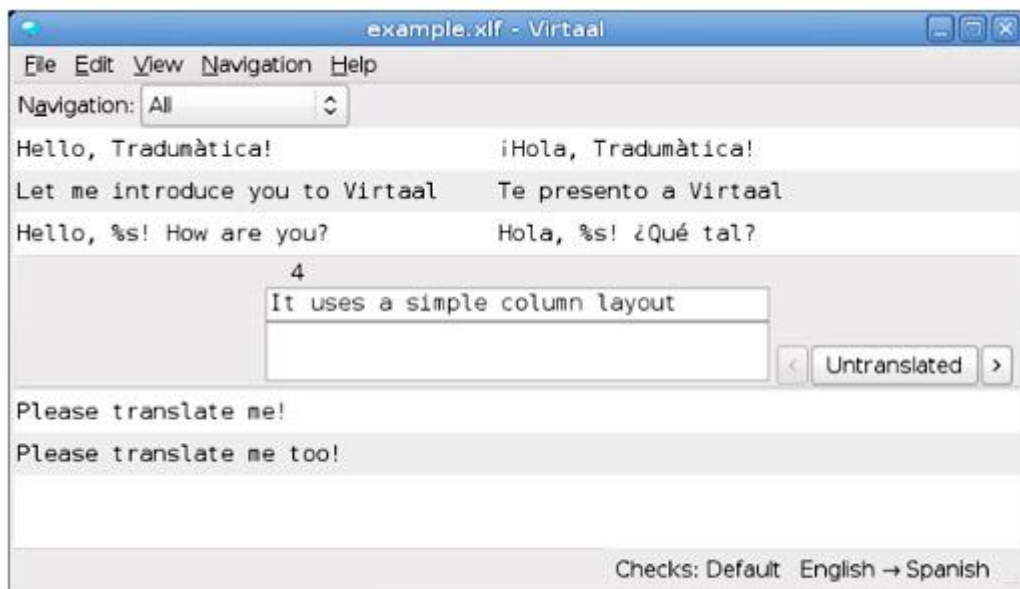 example.xlf - Virtaal
File Edit View Navigation Help
Navigation: All
Hello, Tradumàtica! ¡Hola, Tradumàtica!
Let me introduce you to Virtaal Te presento a Virtaal
Hello, %s! How are you? Hola, %s! ¿Qué tal?
4
It uses a simple column layout
< Untranslated >
Please translate me!
Please translate me too!
Checks: Default English → Spanish